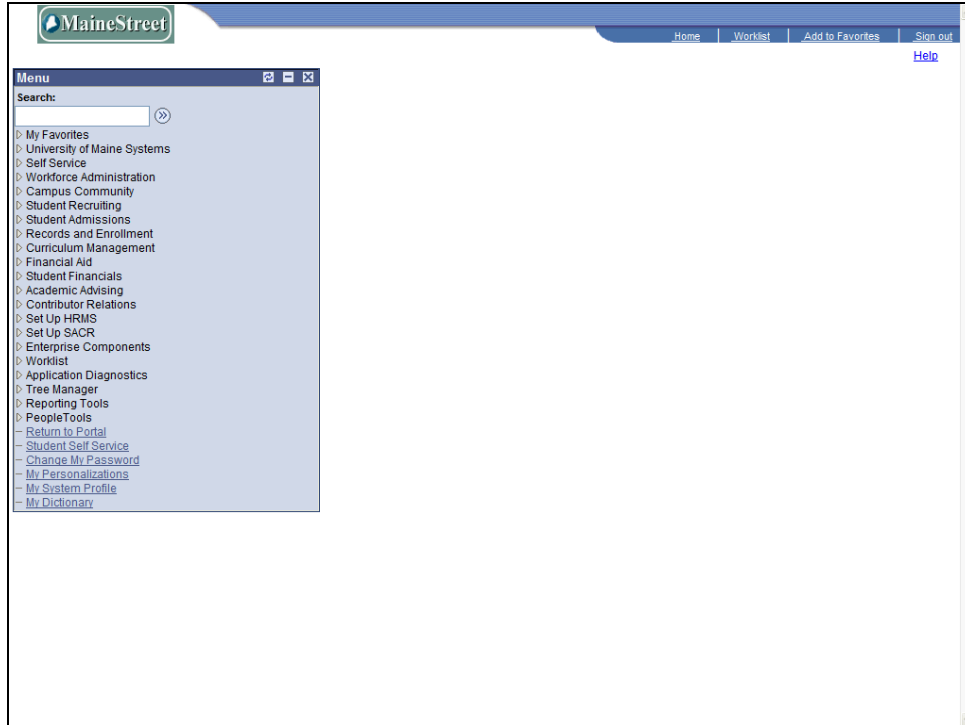 MaineStreet
Home Worklist Add to Favorites Sign out
Help
Menu
Search:
My Favorites
University of Maine Systems
Self Service
Workforce Administration
Campus Community
Student Recruiting
Student Admissions
Records and Enrollment
Curriculum Management
Financial Aid
Student Financials
Academic Advising
Contributor Relations
Set Up HRMS
Set Up SACR
Enterprise Components
Worklist
Application Diagnostics
Tree Manager
Reporting Tools
PeopleTools
Return to Portal
Student Self Service
Change My Password
My Personalizations
My System Profile
My Dictionary